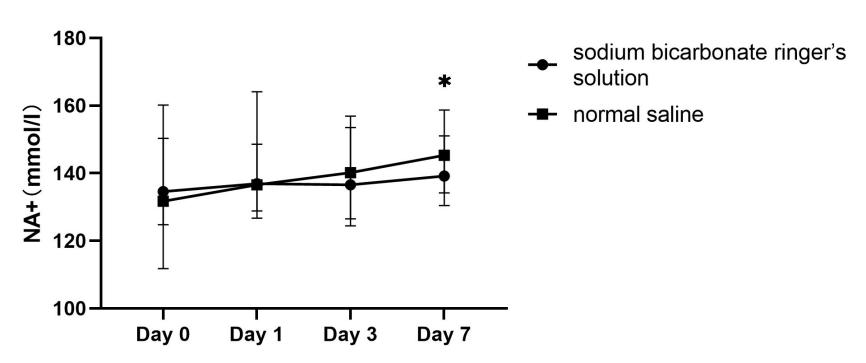 180
160
140
120
100
NA+（mmol/l）
Day 0 Day 1 Day 3 Day 7
*
sodium bicarbonate ringer's
solution
normal saline